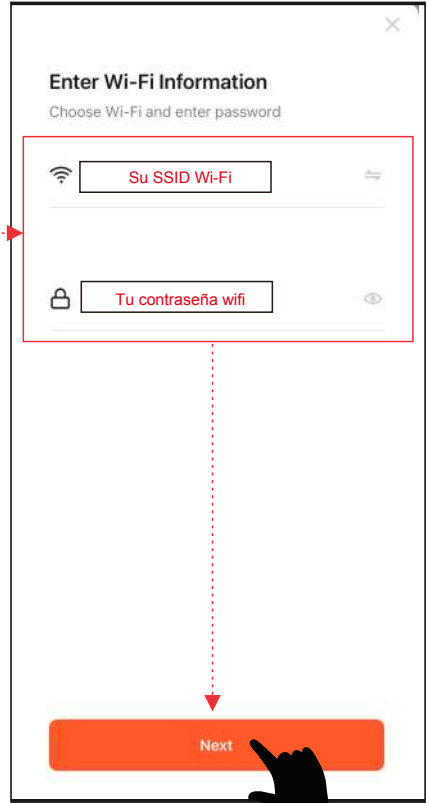 Enter Wi-Fi Information
Choose Wi-Fi and enter password
Su SSID Wi-Fi
Tu contraseña wifi
Next